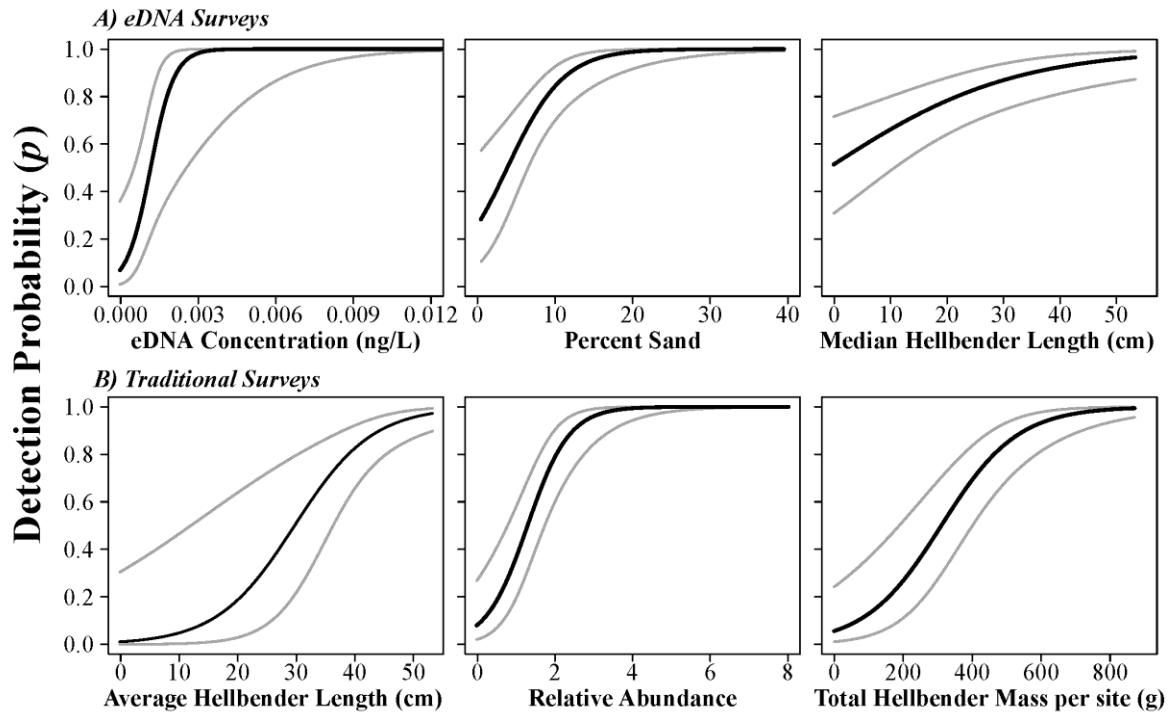 A) eDNA Surveys
Detection Probability (p)
1.0
0.8
0.6
0.4
0.2
0.0
0.000 0.003 0.006 0.009 0.012
eDNA Concentration (ng/L)
0 10 20 30 40
Percent Sand
0 10 20 30 40 50
Median Hellbender Length (cm)
B) Traditional Surveys
1.0
0.8
0.6
0.4
0.2
0.0
0 10 20 30 40 50
Average Hellbender Length (cm)
0 2 4 6 8
Relative Abundance
0 200 400 600 800
Total Hellbender Mass per site (g)